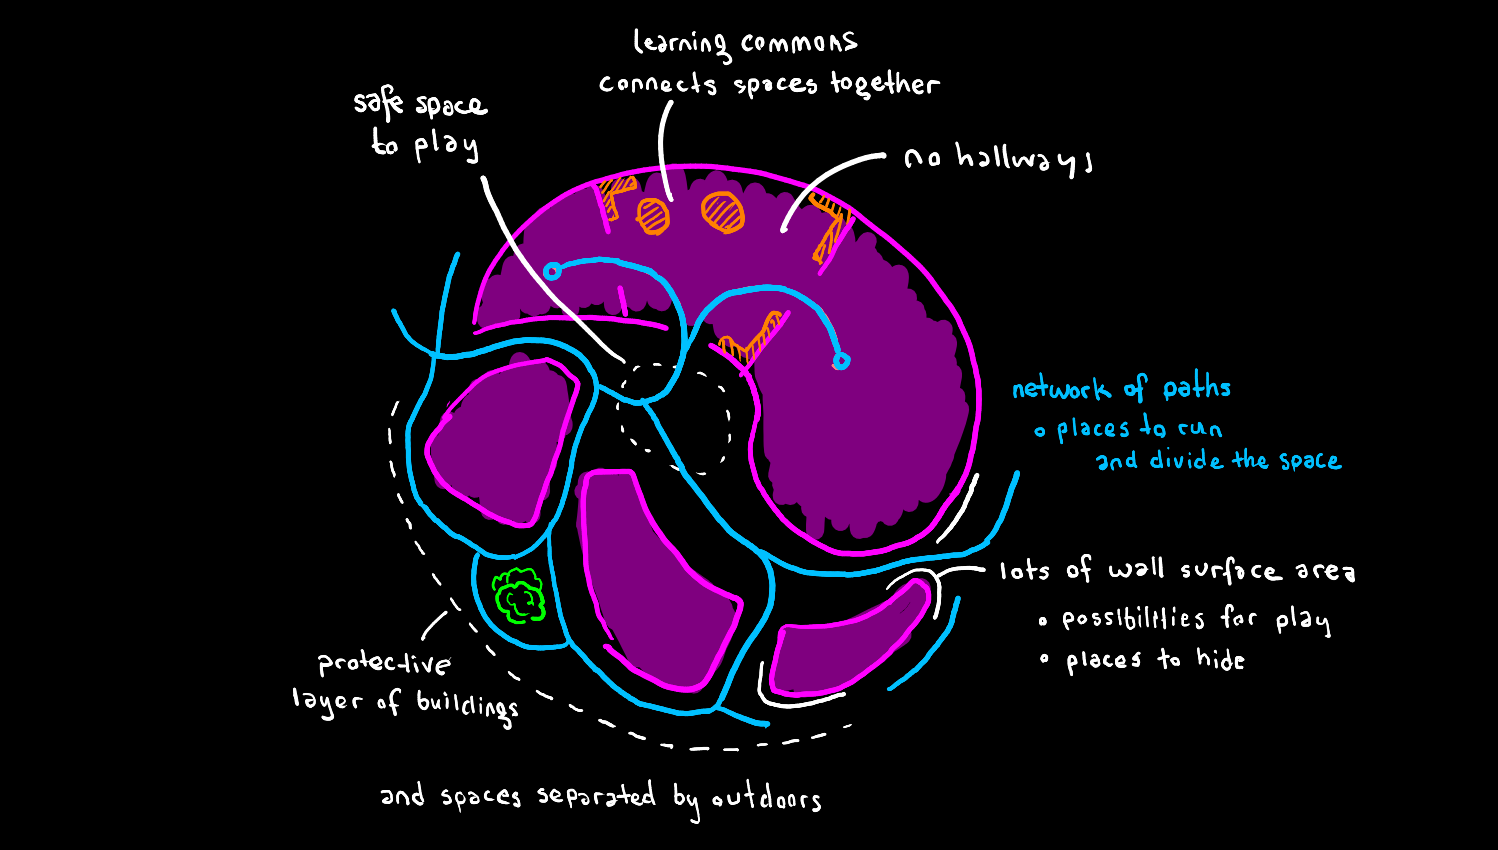 learning commons
connects spaces together
safe space
to play
no hallways
network of paths
places to run
and divide the space
lots of wall surface area
possibilities for play
places to hide
protective
layer of buildings
and spaces separated by outdoors